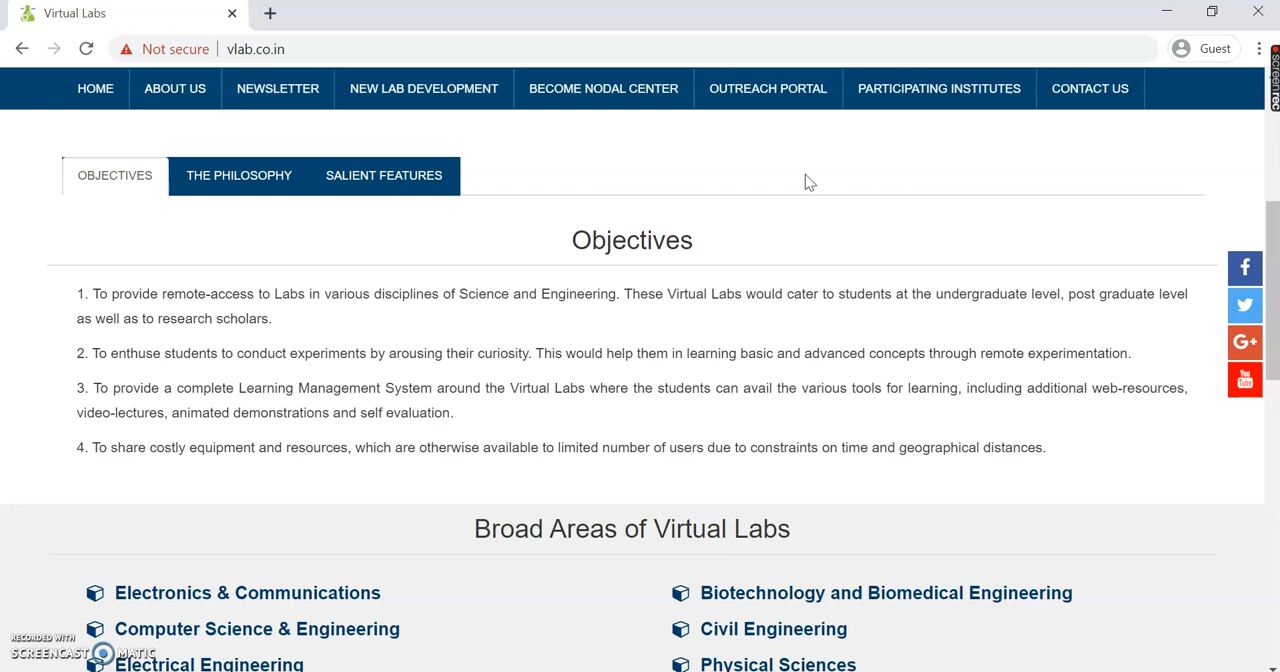 Virtual Labs
Not secure vlab.co.in Guest
HOME ABOUT US NEWSLETTER NEW LAB DEVELOPMENT BECOME NODAL CENTER OUTREACH PORTAL PARTICIPATING INSTITUTES CONTACT US
screenrec
OBJECTIVES THE PHILOSOPHY SALIENT FEATURES
Objectives
1. To provide remote-access to Labs in various disciplines of Science and Engineering. These Virtual Labs would cater to students at the undergraduate level, post graduate level
as well as to research scholars.
2. To enthuse students to conduct experiments by arousing their curiosity. This would help them in learning basic and advanced concepts through remote experimentation.
3. To provide a complete Learning Management System around the Virtual Labs where the students can avail the various tools for learning, including additional web-resources,
video-lectures, animated demonstrations and self evaluation.
4. To share costly equipment and resources, which are otherwise available to limited number of users due to constraints on time and geographical distances.
f
G+
You Tube
Broad Areas of Virtual Labs
Electronics & Communications Biotechnology and Biomedical Engineering
Computer Science & Engineering Civil Engineering
Electrical Engineering Physical Sciences
RECORDED WITH
SCREENCAST MATIC